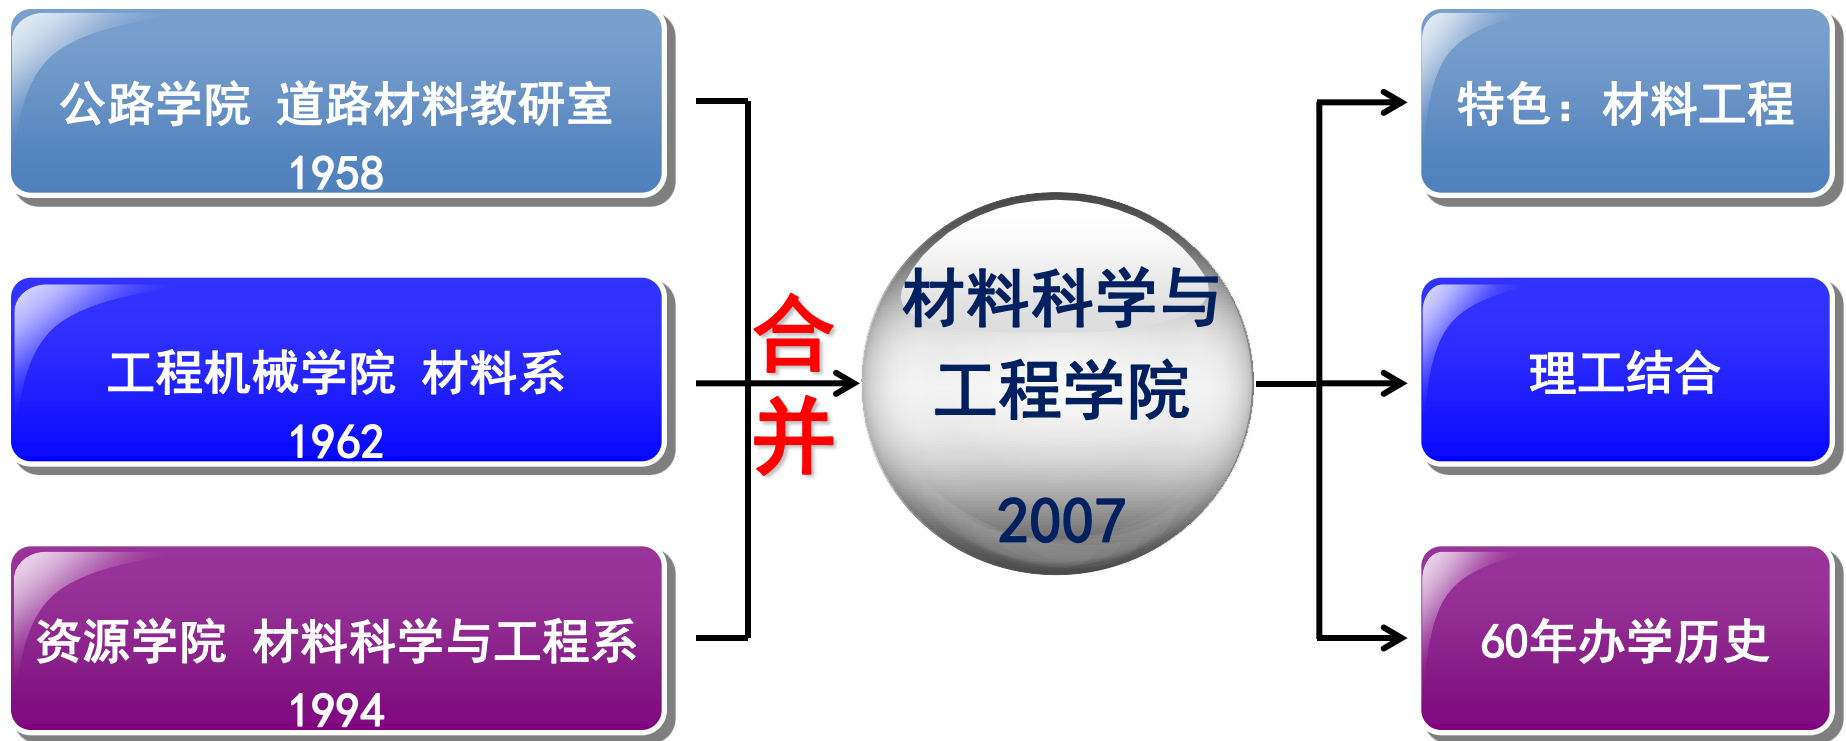 公路学院 道路材料教研室
1958
工程机械学院 材料系
1962
资源学院 材料科学与工程系
1994
合
并
材料科学与
工程学院
2007
特色：材料工程
理工结合
60年办学历史